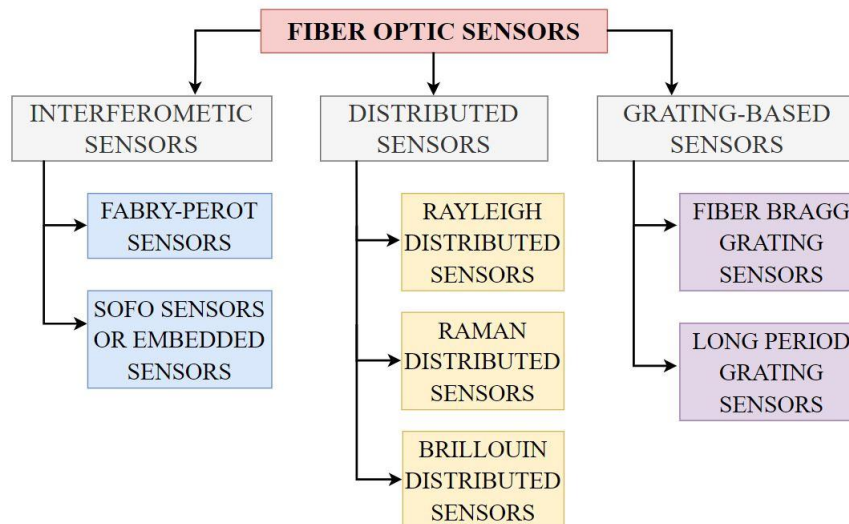 FIBER OPTIC SENSORS
INTERFEROMETIC
SENSORS
DISTRIBUTED
SENSORS
GRATING-BASED
SENSORS
FABRY-PEROT
SENSORS
SOFO SENSORS
OR EMBEDDED
SENSORS
RAYLEIGH
DISTRIBUTED
SENSORS
RAMAN
DISTRIBUTED
SENSORS
BRILLOUIN
DISTRIBUTED
SENSORS
FIBER BRAGG
GRATING
SENSORS
LONG PERIOD
GRATING
SENSORS